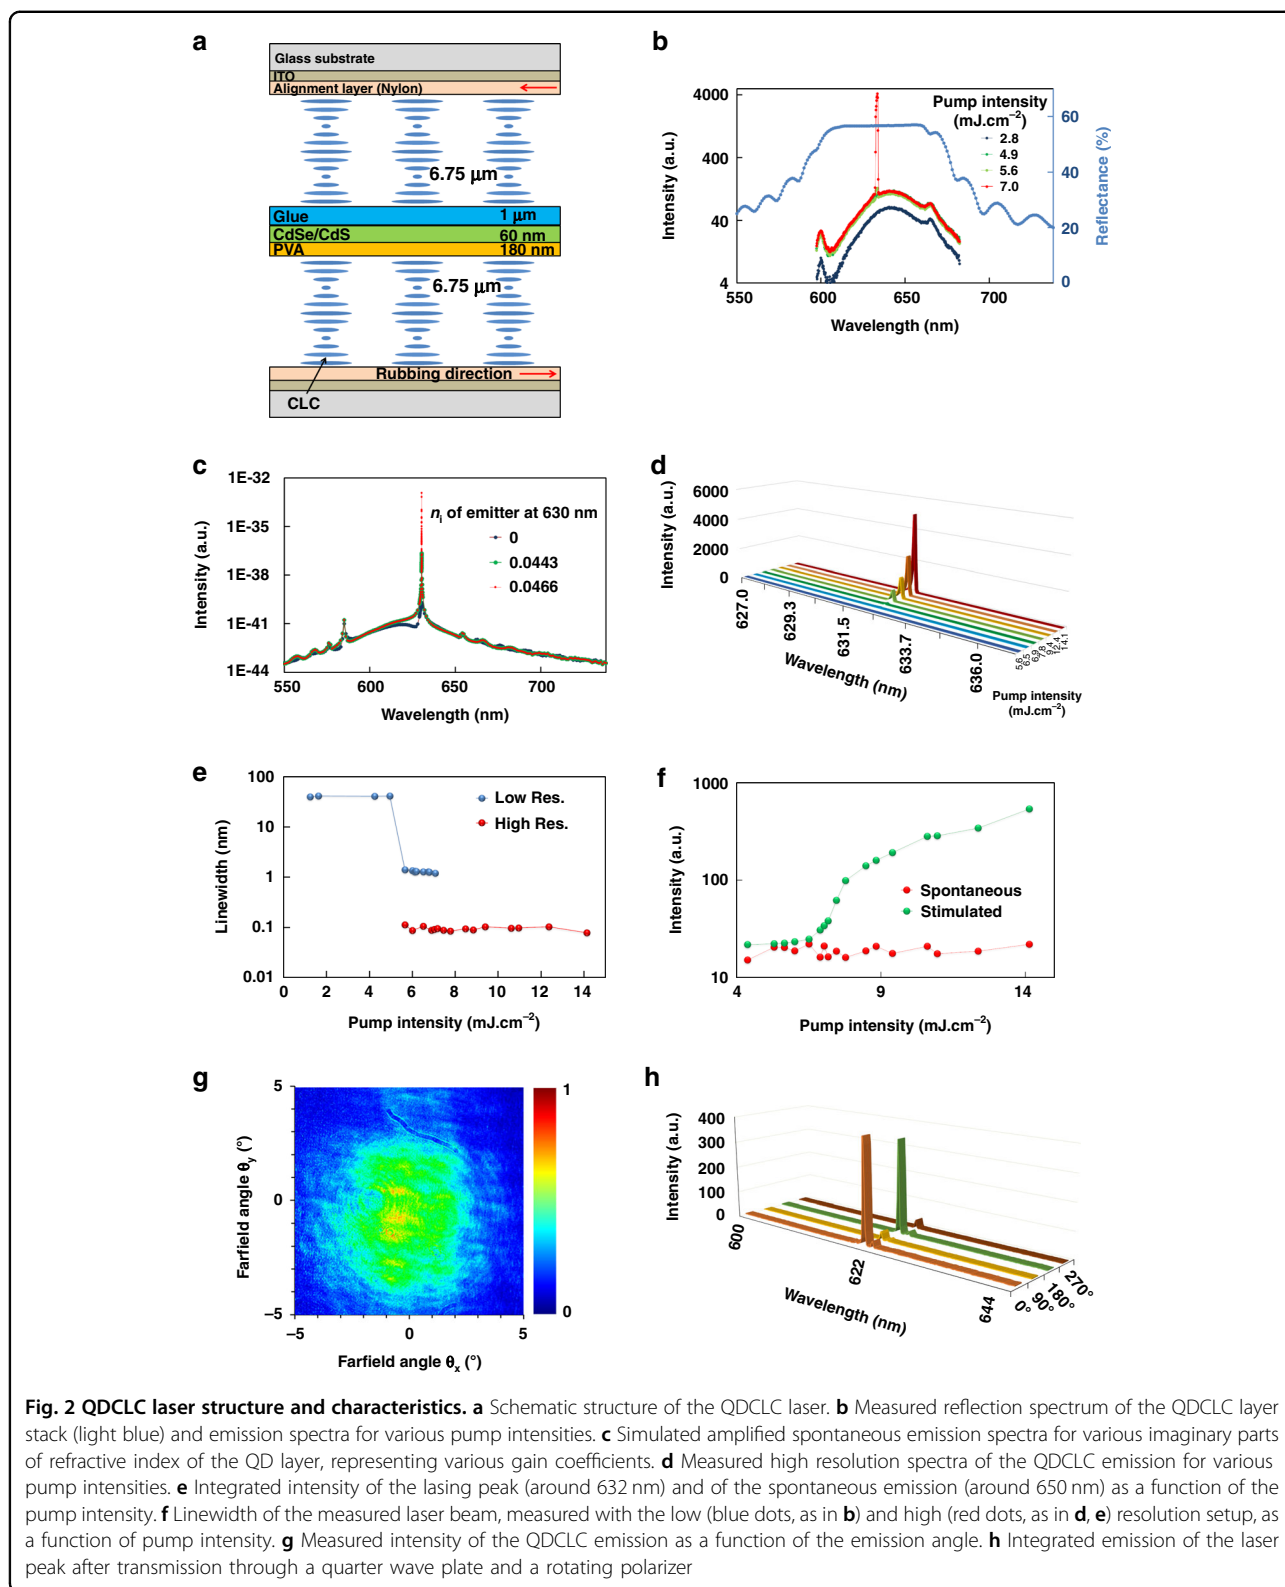 a
Glass substrate
ITO
Alignment layer (Nylon)
6.75 μm
Glue 1 μm
CdSe/CdS 60 nm
PVA 180 nm
6.75 μm
Rubbing direction
CLC
b
Pump intensity
(mJ.cm⁻²)
2.8
4.9
5.6
7.0
4000
400
40
4
Intensity (a.u.)
60
40
20
0
Reflectance (%)
550 600 650 700
Wavelength (nm)
c
1E-32
1E-35
1E-38
1E-41
1E-44
Intensity (a.u.)
nᵢ of emitter at 630 nm
0
0.0443
0.0466
550 600 650 700
Wavelength (nm)
d
6000
4000
2000
0
Intensity (a.u.)
627.0 629.3 631.5 633.7 636.0
Wavelength (nm)
5.6 6.5 6.9 7.8 9.4 12.4 14.1
Pump intensity
(mJ.cm⁻²)
e
100
10
1
0.1
0.01
Linewidth (nm)
Low Res.
High Res.
0 2 4 6 8 10 12 14
Pump intensity (mJ.cm⁻²)
f
1000
100
10
Intensity (a.u.)
Spontaneous
Stimulated
4 9 14
Pump intensity (mJ.cm⁻²)
g
5
0
−5
Farfield angle θy (°)
−5 0 5
Farfield angle θx (°)
1
0
h
400
300
200
100
0
Intensity (a.u.)
600 622 644
Wavelength (nm)
0° 90° 180° 270°
Fig. 2 QDCLC laser structure and characteristics. a Schematic structure of the QDCLC laser. b Measured reflection spectrum of the QDCLC layer
stack (light blue) and emission spectra for various pump intensities. c Simulated amplified spontaneous emission spectra for various imaginary parts
of refractive index of the QD layer, representing various gain coefficients. d Measured high resolution spectra of the QDCLC emission for various
pump intensities. e Integrated intensity of the lasing peak (around 632 nm) and of the spontaneous emission (around 650 nm) as a function of the
pump intensity. f Linewidth of the measured laser beam, measured with the low (blue dots, as in b) and high (red dots, as in d, e) resolution setup, as
a function of pump intensity. g Measured intensity of the QDCLC emission as a function of the emission angle. h Integrated emission of the laser
peak after transmission through a quarter wave plate and a rotating polarizer